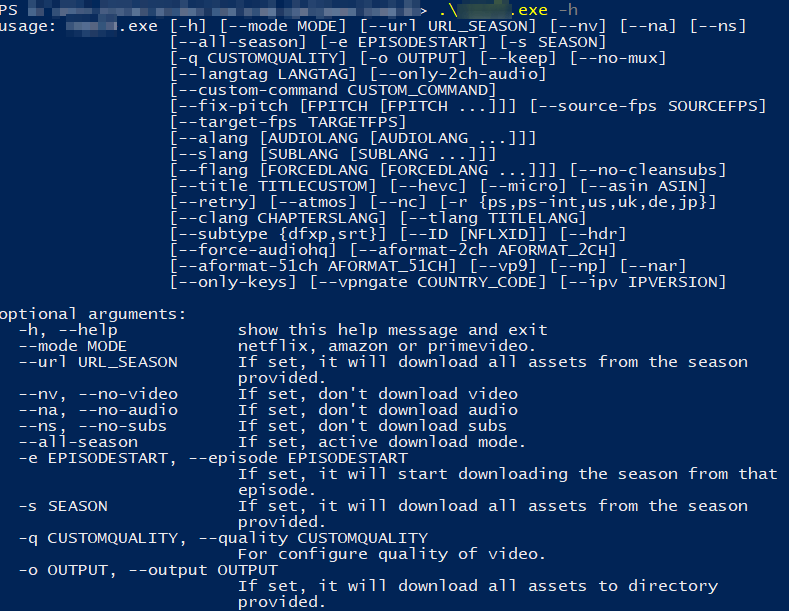 PS > .\.exe -h
usage: .exe [-h] [--mode MODE] [--url URL_SEASON] [--nv] [--na] [--ns]
[--all-season] [-e EPISODESTART] [-s SEASON]
[-q CUSTOMQUALITY] [-o OUTPUT] [--keep] [--no-mux]
[--langtag LANGTAG] [--only-2ch-audio]
[--custom-command CUSTOM_COMMAND]
[--fix-pitch [FPITCH [FPITCH ...]]] [--source-fps SOURCEFPS]
[--target-fps TARGETFPS]
[--alang [AUDIOLANG [AUDIOLANG ...]]]
[--slang [SUBLANG [SUBLANG ...]]]
[--flang [FORCEDLANG [FORCEDLANG ...]]] [--no-cleansubs]
[--title TITLECUSTOM] [--hevc] [--micro] [--asin ASIN]
[--retry] [--atmos] [--nc] [-r {ps,ps-int,us,uk,de,jp}]
[--clang CHAPTERSLANG] [--tlang TITLELANG]
[--subtype {dfxp,srt}] [--ID [NFLXID]] [--hdr]
[--force-audiohq] [--aformat-2ch AFORMAT_2CH]
[--aformat-51ch AFORMAT_51CH] [--vp9] [--np] [--nar]
[--only-keys] [--vpngate COUNTRY_CODE] [--ipv IPVERSION]
optional arguments:
-h, --help show this help message and exit
--mode MODE netflix, amazon or primevideo.
--url URL_SEASON If set, it will download all assets from the season
provided.
--nv, --no-video If set, don't download video
--na, --no-audio If set, don't download audio
--ns, --no-subs If set, don't download subs
--all-season If set, active download mode.
-e EPISODESTART, --episode EPISODESTART
If set, it will start downloading the season from that
episode.
-s SEASON If set, it will download all assets from the season
provided.
-q CUSTOMQUALITY, --quality CUSTOMQUALITY
For configure quality of video.
-o OUTPUT, --output OUTPUT
If set, it will download all assets to directory
provided.